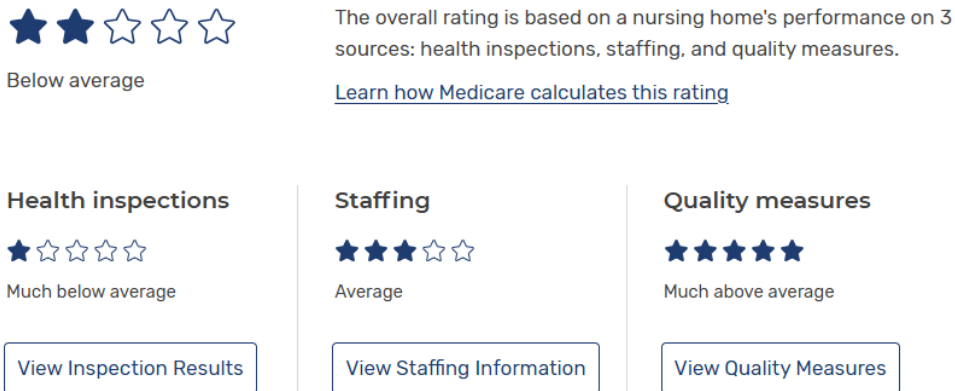 The overall rating is based on a nursing home's performance on 3
sources: health inspections, staffing, and quality measures.
Below average
Learn how Medicare calculates this rating
Health inspections
Much below average
View Inspection Results
Staffing
Average
View Staffing Information
Quality measures
Much above average
View Quality Measures